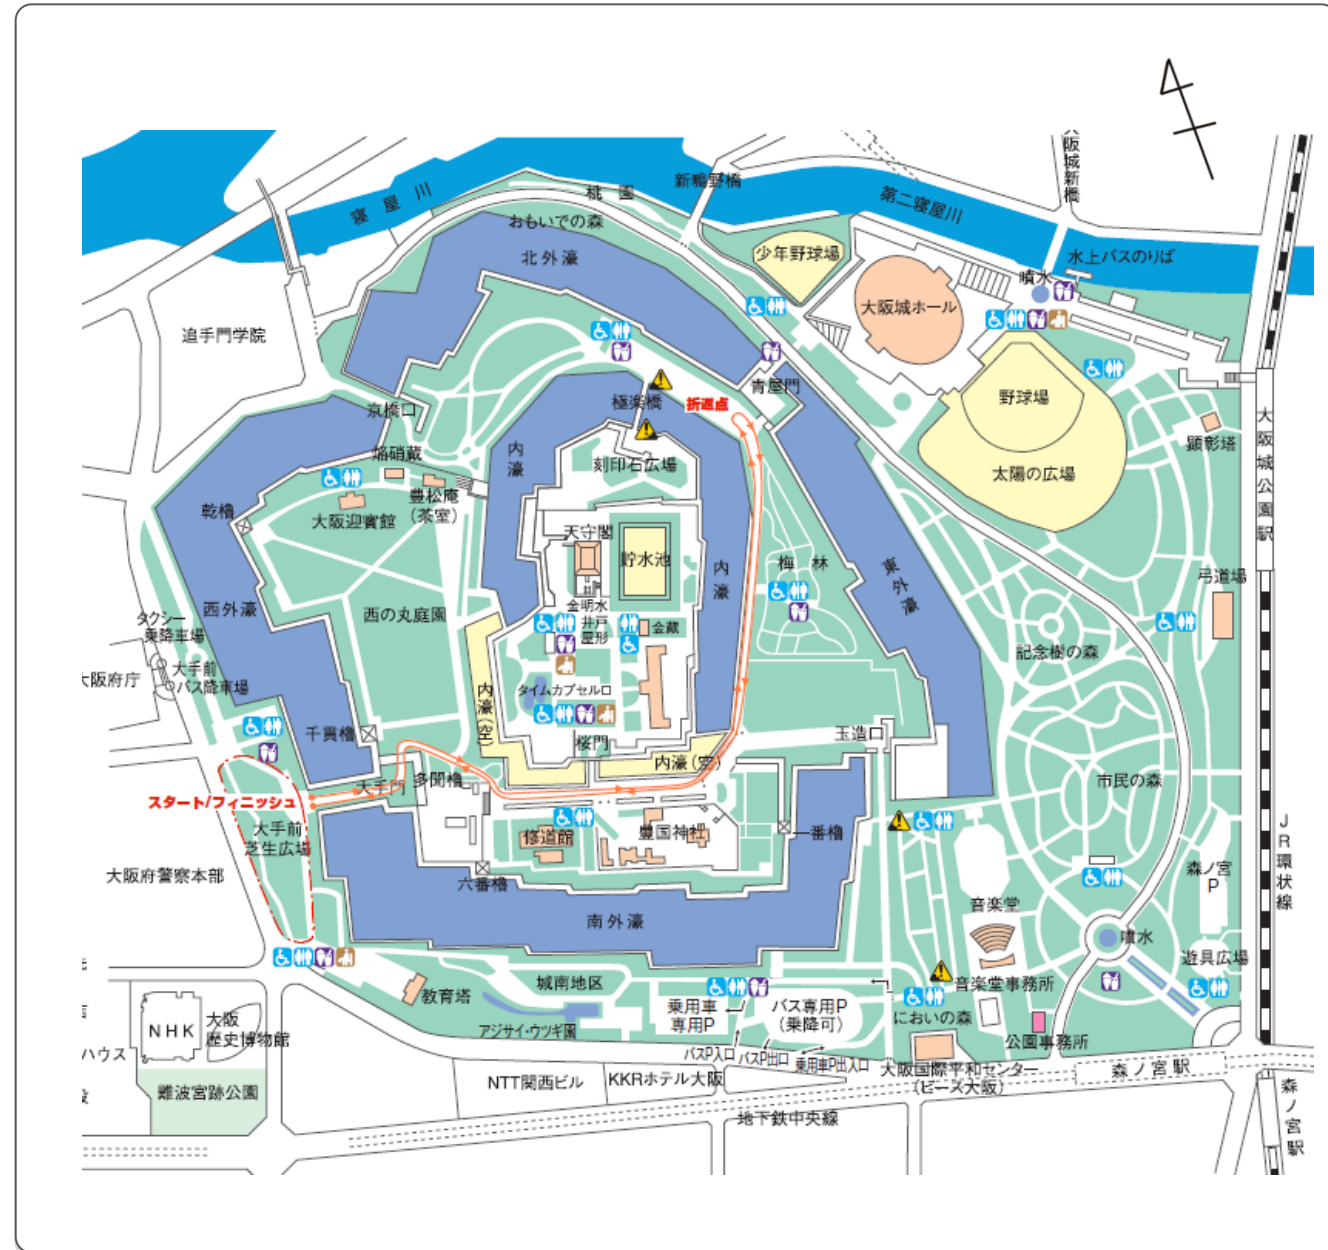 大阪城新橋
新鴫野橋
桃園
寝屋川
第二寝屋川
おもいでの森
北外濠
少年野球場
水上バスのりば
噴水
大阪城ホール
追手門学院
青屋門
極楽橋
折返点
野球場
京橋口
内濠
焔硝蔵
刻印石広場
太陽の広場
顕彰塔
大阪城公園駅
豊松庵
(茶室)
乾櫓
大阪迎賓館
天守閣
貯水池
内濠
梅林
東外濠
弓道場
西外濠
西の丸庭園
金明水
井戸
屋形
金蔵
タクシー
乗降車場
大手前
バス降車場
大阪府庁
記念樹の森
タイムカプセル
内濠(空)
千貫櫓
桜門
玉造口
内濠(空)
多聞櫓
大手門
市民の森
スタート/フィニッシュ
大手前
芝生広場
修道館
豊国神社
一番櫓
JR環状線
大阪府警察本部
六番櫓
森ノ宮
P
音楽堂
南外濠
噴水
遊具広場
城南地区
音楽堂事務所
教育塔
乗用車
専用P
バス専用P
(乗降可)
においの森
NHK
大阪
歴史博物館
アジサイ・ウツギ園
公園事務所
ハウス
バスP入口
バスP出口
乗用車P出入口
大阪国際平和センター
(ピース大阪)
森ノ宮駅
NTT関西ビル
KKRホテル大阪
難波宮跡公園
地下鉄中央線
森ノ宮駅